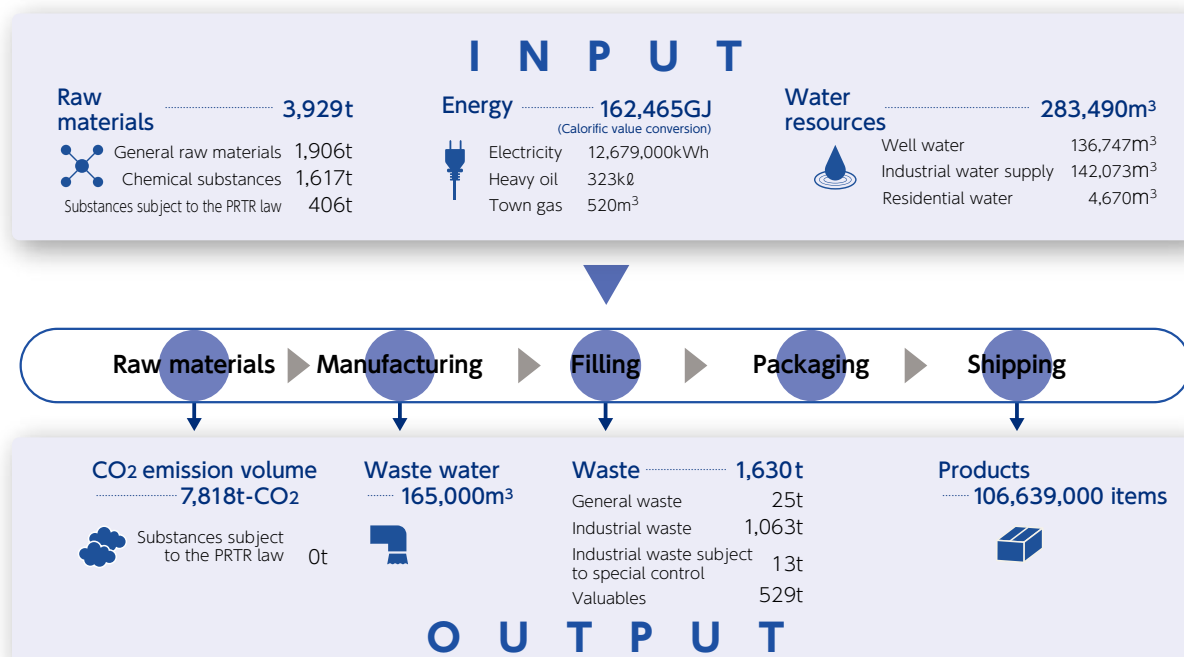 INPUT
Raw materials 3,929t
General raw materials 1,906t
Chemical substances 1,617t
Substances subject to the PRTR law 406t
Energy 162,465GJ
(Calorific value conversion)
Electricity 12,679,000kWh
Heavy oil 323kℓ
Town gas 520m³
Water resources 283,490m³
Well water 136,747m³
Industrial water supply 142,073m³
Residential water 4,670m³
Raw materials Manufacturing Filling Packaging Shipping
CO2 emission volume
7,818t-CO2
Substances subject
to the PRTR law 0t
Waste water
165,000m³
Waste 1,630t
General waste 25t
Industrial waste 1,063t
Industrial waste subject
to special control 13t
Valuables 529t
Products
106,639,000 items
OUTPUT